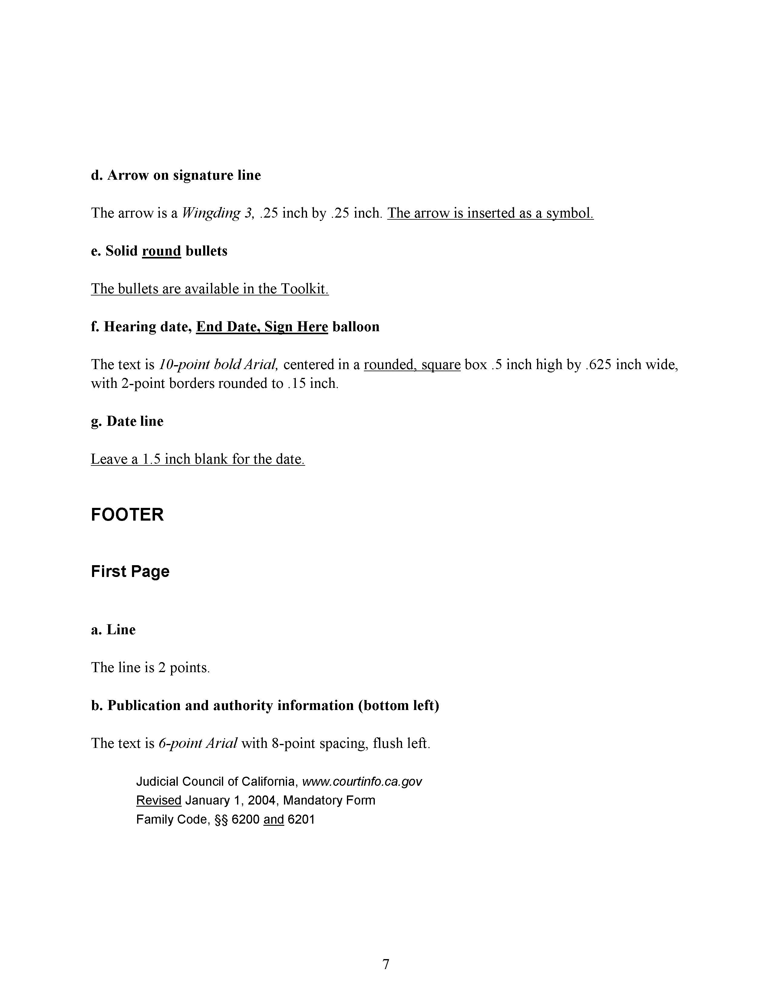 d. Arrow on signature line
The arrow is a Wingding 3, .25 inch by .25 inch. The arrow is inserted as a symbol.
e. Solid round bullets
The bullets are available in the Toolkit.
f. Hearing date, End Date, Sign Here balloon
The text is 10-point bold Arial, centered in a rounded, square box .5 inch high by .625 inch wide,
with 2-point borders rounded to .15 inch.
g. Date line
Leave a 1.5 inch blank for the date.
FOOTER
First Page
a. Line
The line is 2 points.
b. Publication and authority information (bottom left)
The text is 6-point Arial with 8-point spacing, flush left.
Judicial Council of California, www.courtinfo.ca.gov
Revised January 1, 2004, Mandatory Form
Family Code, §§ 6200 and 6201
7